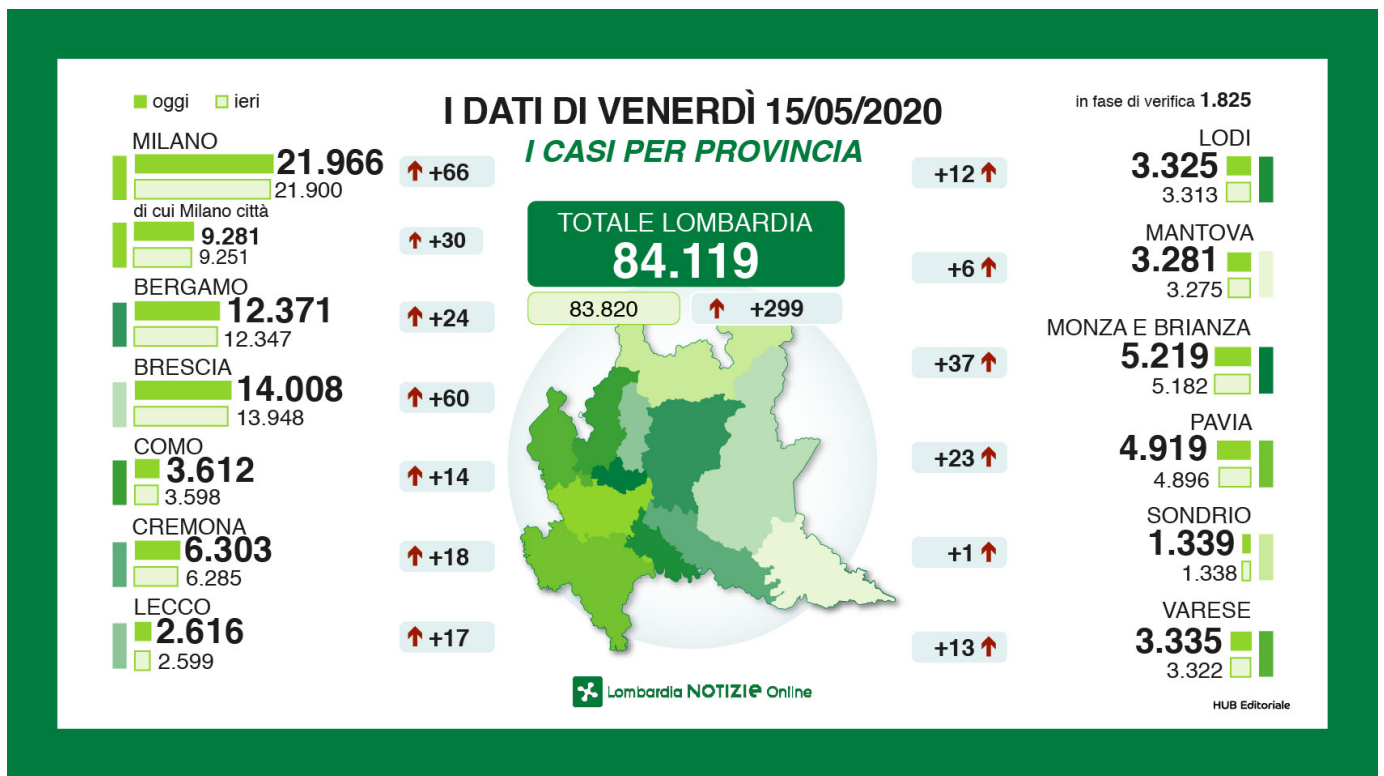 oggi ieri
I DATI DI VENERDÌ 15/05/2020
I CASI PER PROVINCIA
in fase di verifica 1.825
TOTALE LOMBARDIA
84.119
83.820 +299
MILANO
21.966 +66
21.900
di cui Milano città
9.281 +30
9.251
BERGAMO
12.371 +24
12.347
BRESCIA
14.008 +60
13.948
COMO
3.612 +14
3.598
CREMONA
6.303 +18
6.285
LECCO
2.616 +17
2.599
LODI
+12 3.325
3.313
MANTOVA
+6 3.281
3.275
MONZA E BRIANZA
+37 5.219
5.182
PAVIA
+23 4.919
4.896
SONDRIO
+1 1.339
1.338
VARESE
+13 3.335
3.322
Lombardia NOTIZIe Online
HUB Editoriale